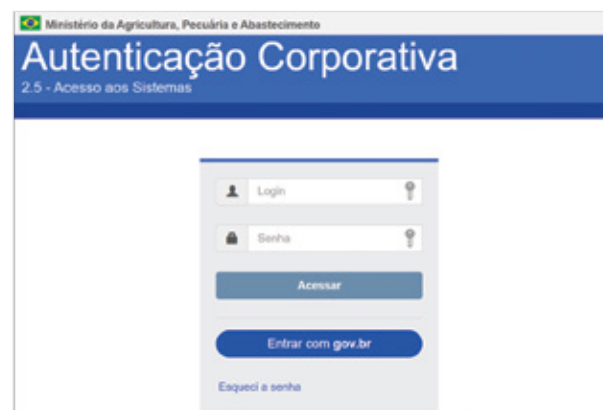 Ministério da Agricultura, Pecuária e Abastecimento
Autenticação Corporativa
2.5 - Acesso aos Sistemas
Login
Senha
Acessar
Entrar com gov.br
Esqueci a senha